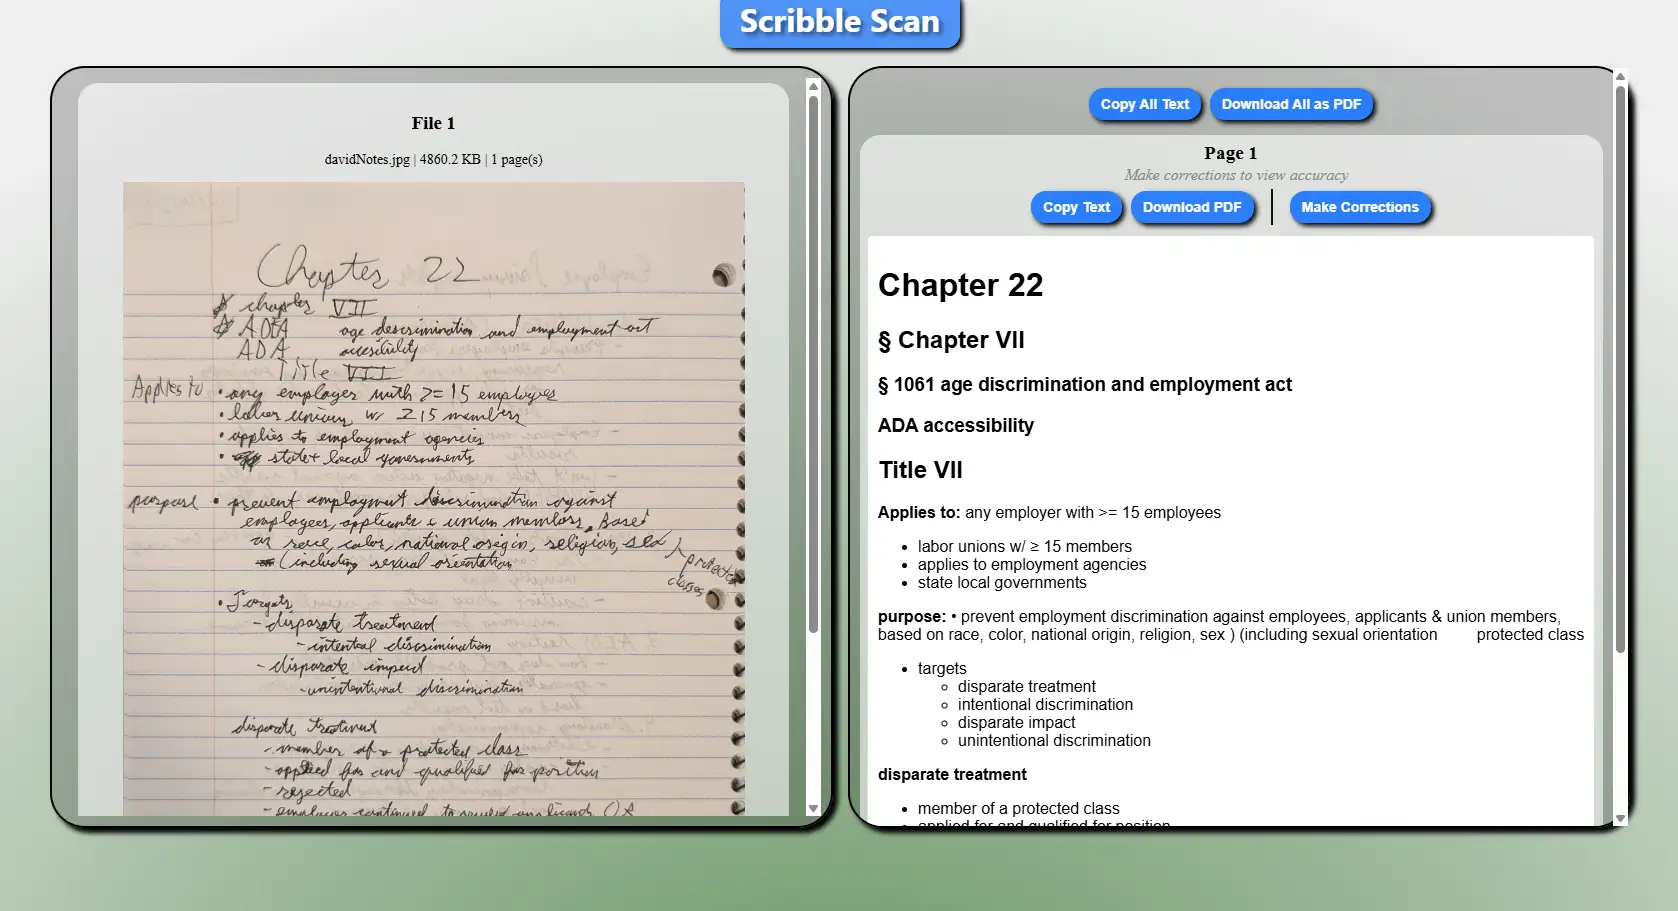 Scribble Scan
File 1
davidNotes.jpg | 4860.2 KB | 1 page(s)
Chapter 22
chapter VII
ADEA age descrimination and employment act
ADA accesibility
Title VII
Applies to • any employer with >= 15 employees
• labor unions w/ ≥ 15 members
• applies to employment agencies
• state + local governments
purpose • prevent employment discrimination against
employees, applicants & union members. Based
on race, color, national origin, religion, sex
(including sexual orientation
protected
classes
• Targets
- disparate treatment
- intentional discrimination
- disparate
- unintentional discrimination
disparate treatment
- member of a protected class
- applied for and qualified for position
- rejected
- employer continued to
Copy All Text
Download All as PDF
Page 1
Make corrections to view accuracy
Copy Text
Download PDF
Make Corrections
Chapter 22
§ Chapter VII
§ 1061 age discrimination and employment act
ADA accessibility
Title VII
Applies to: any employer with >= 15 employees
• labor unions w/ ≥ 15 members
• applies to employment agencies
• state local governments
purpose: • prevent employment discrimination against employees, applicants & union members,
based on race, color, national origin, religion, sex ) (including sexual orientation protected class
• targets
◦ disparate treatment
◦ intentional discrimination
◦ disparate impact
◦ unintentional discrimination
disparate treatment
• member of a protected class
• applied for and qualified for position